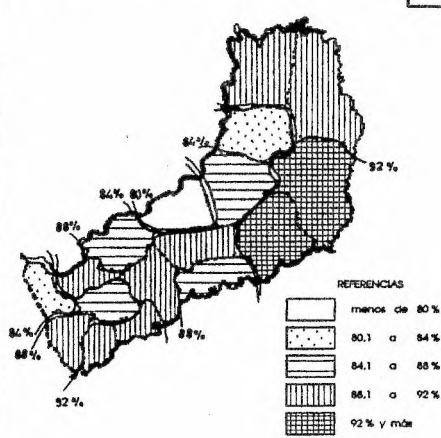 84%
92%
84% 80%
88%
84%
88%
88%
92%
REFERENCIAS
menos de 80%
80.1 a 84%
84.1 a 88%
88.1 a 92%
92% y más